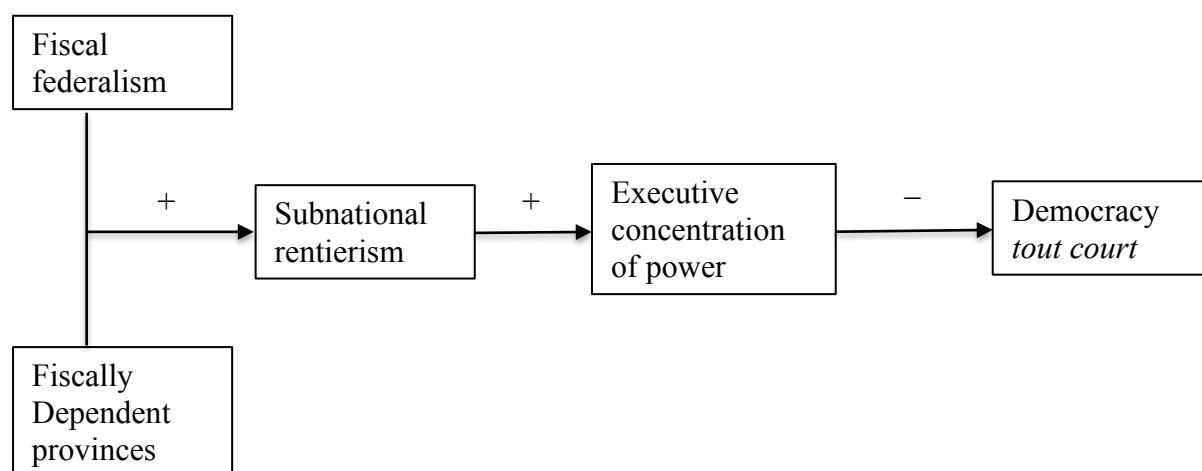 Fiscal
federalism
+
Subnational
rentierism
+
Executive
concentration
of power
−
Democracy
tout court
Fiscally
Dependent
provinces